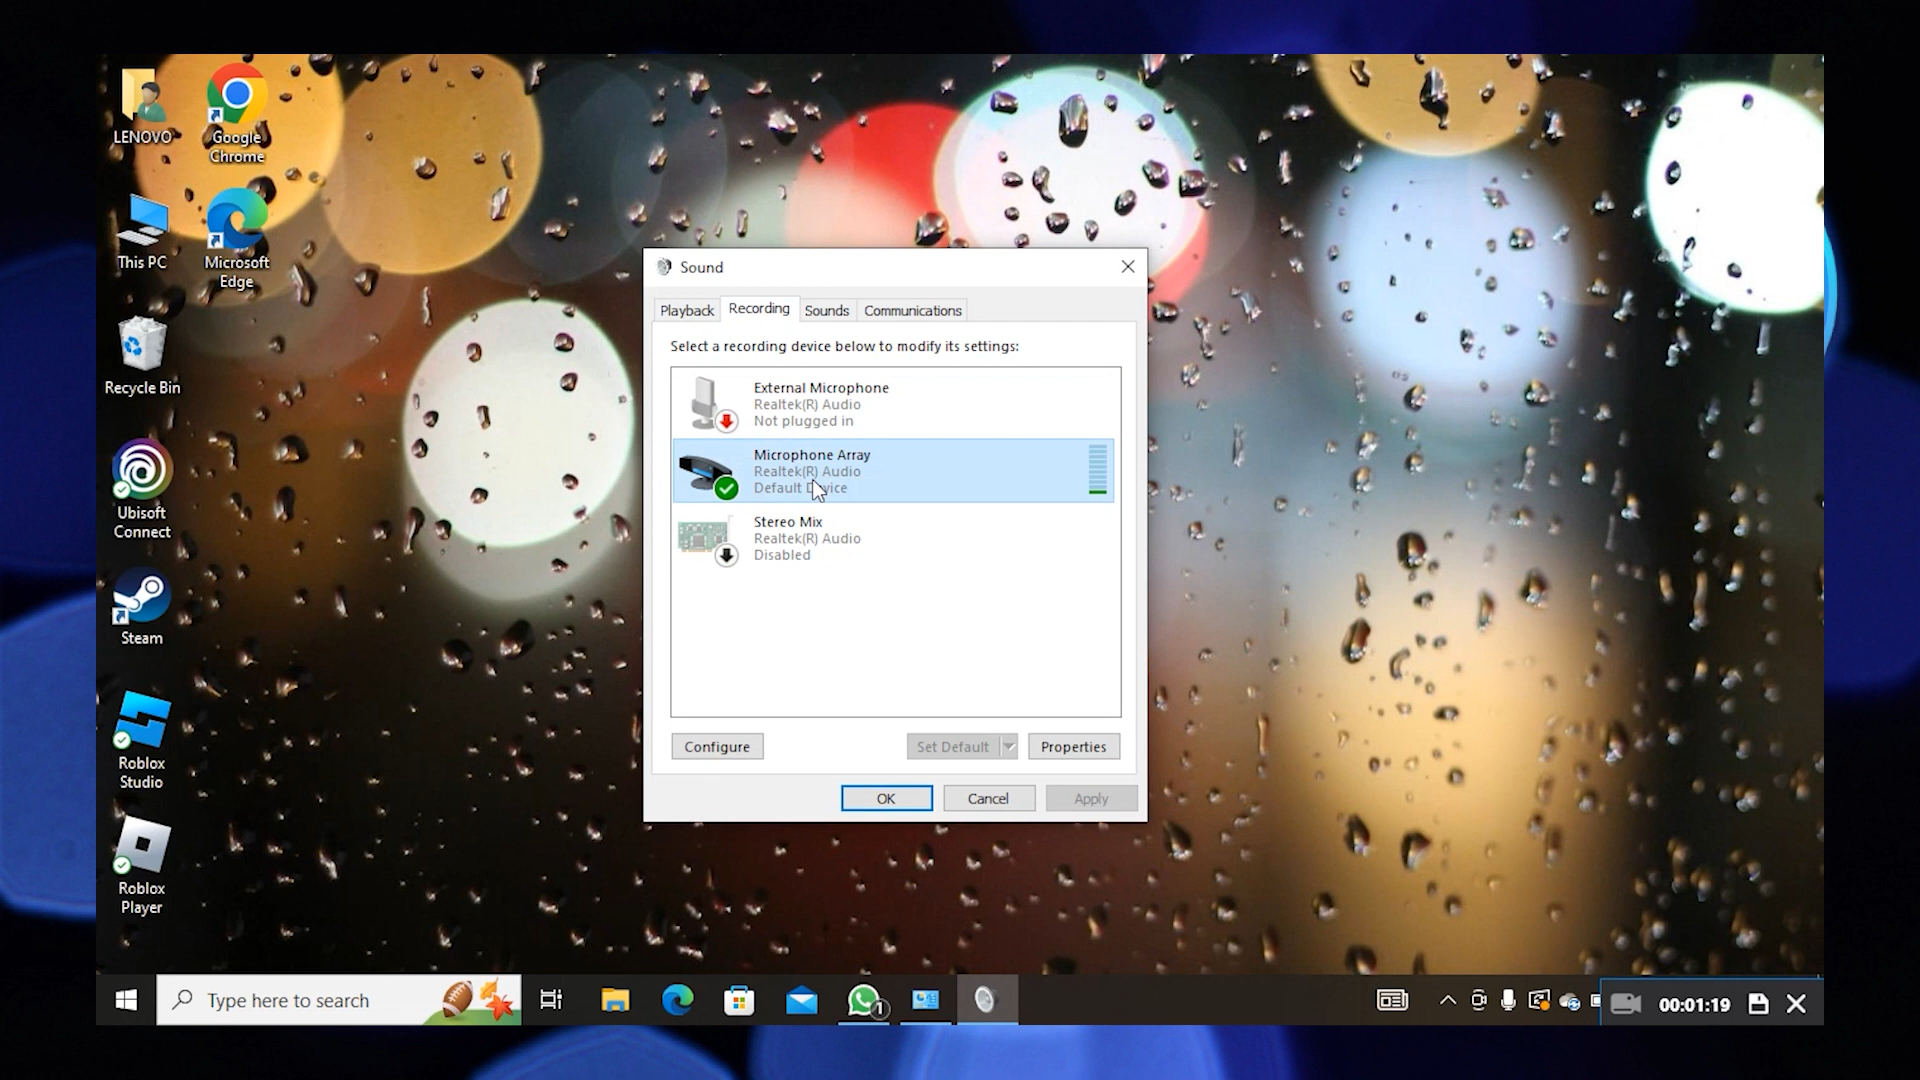 LENOVO
Google
Chrome
This PC
Microsoft
Edge
Recycle Bin
Ubisoft
Connect
Steam
Roblox
Studio
Roblox
Player
Sound
Playback
Recording
Sounds
Communications
Select a recording device below to modify its settings:
External Microphone
Realtek(R) Audio
Not plugged in
Microphone Array
Realtek(R) Audio
Default Device
Stereo Mix
Realtek(R) Audio
Disabled
Configure
Set Default
Properties
OK
Cancel
Apply
Type here to search
1
00:01:19